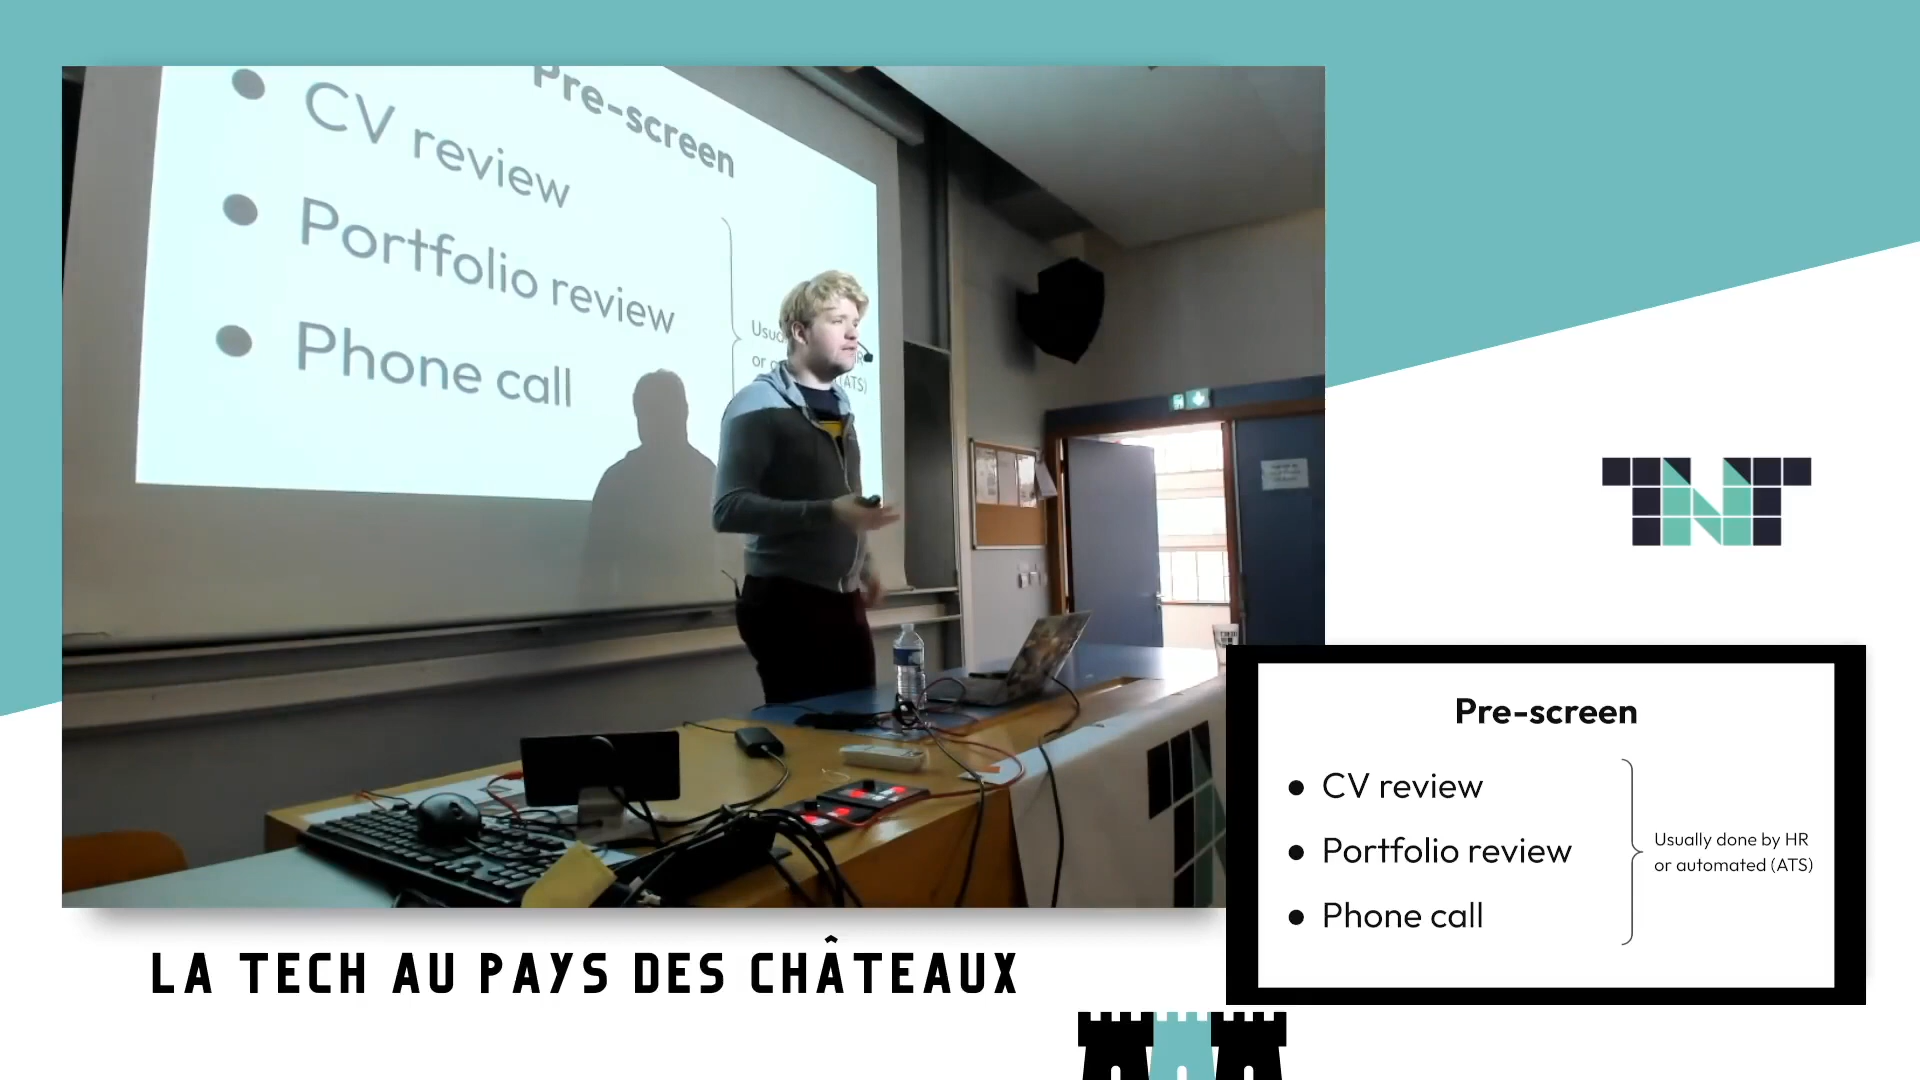 Pre-screen
CV review
Portfolio review
Phone call
TNT
Pre-screen
CV review
Portfolio review
Phone call
Usually done by HR
or automated (ATS)
LA TECH AU PAYS DES CHÂTEAUX